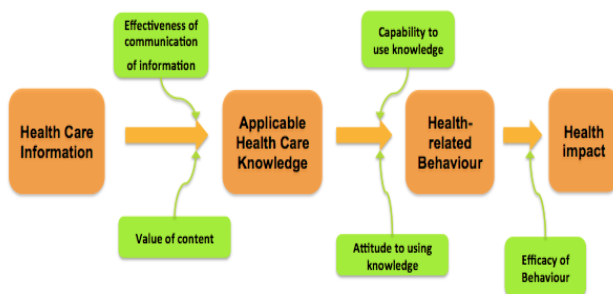 Effectiveness of
communication
of information
Capability to
use knowledge
Health Care
Information
Applicable
Health Care
Knowledge
Health-
related
Behaviour
Health
impact
Value of content
Attitude to using
knowledge
Efficacy of
Behaviour